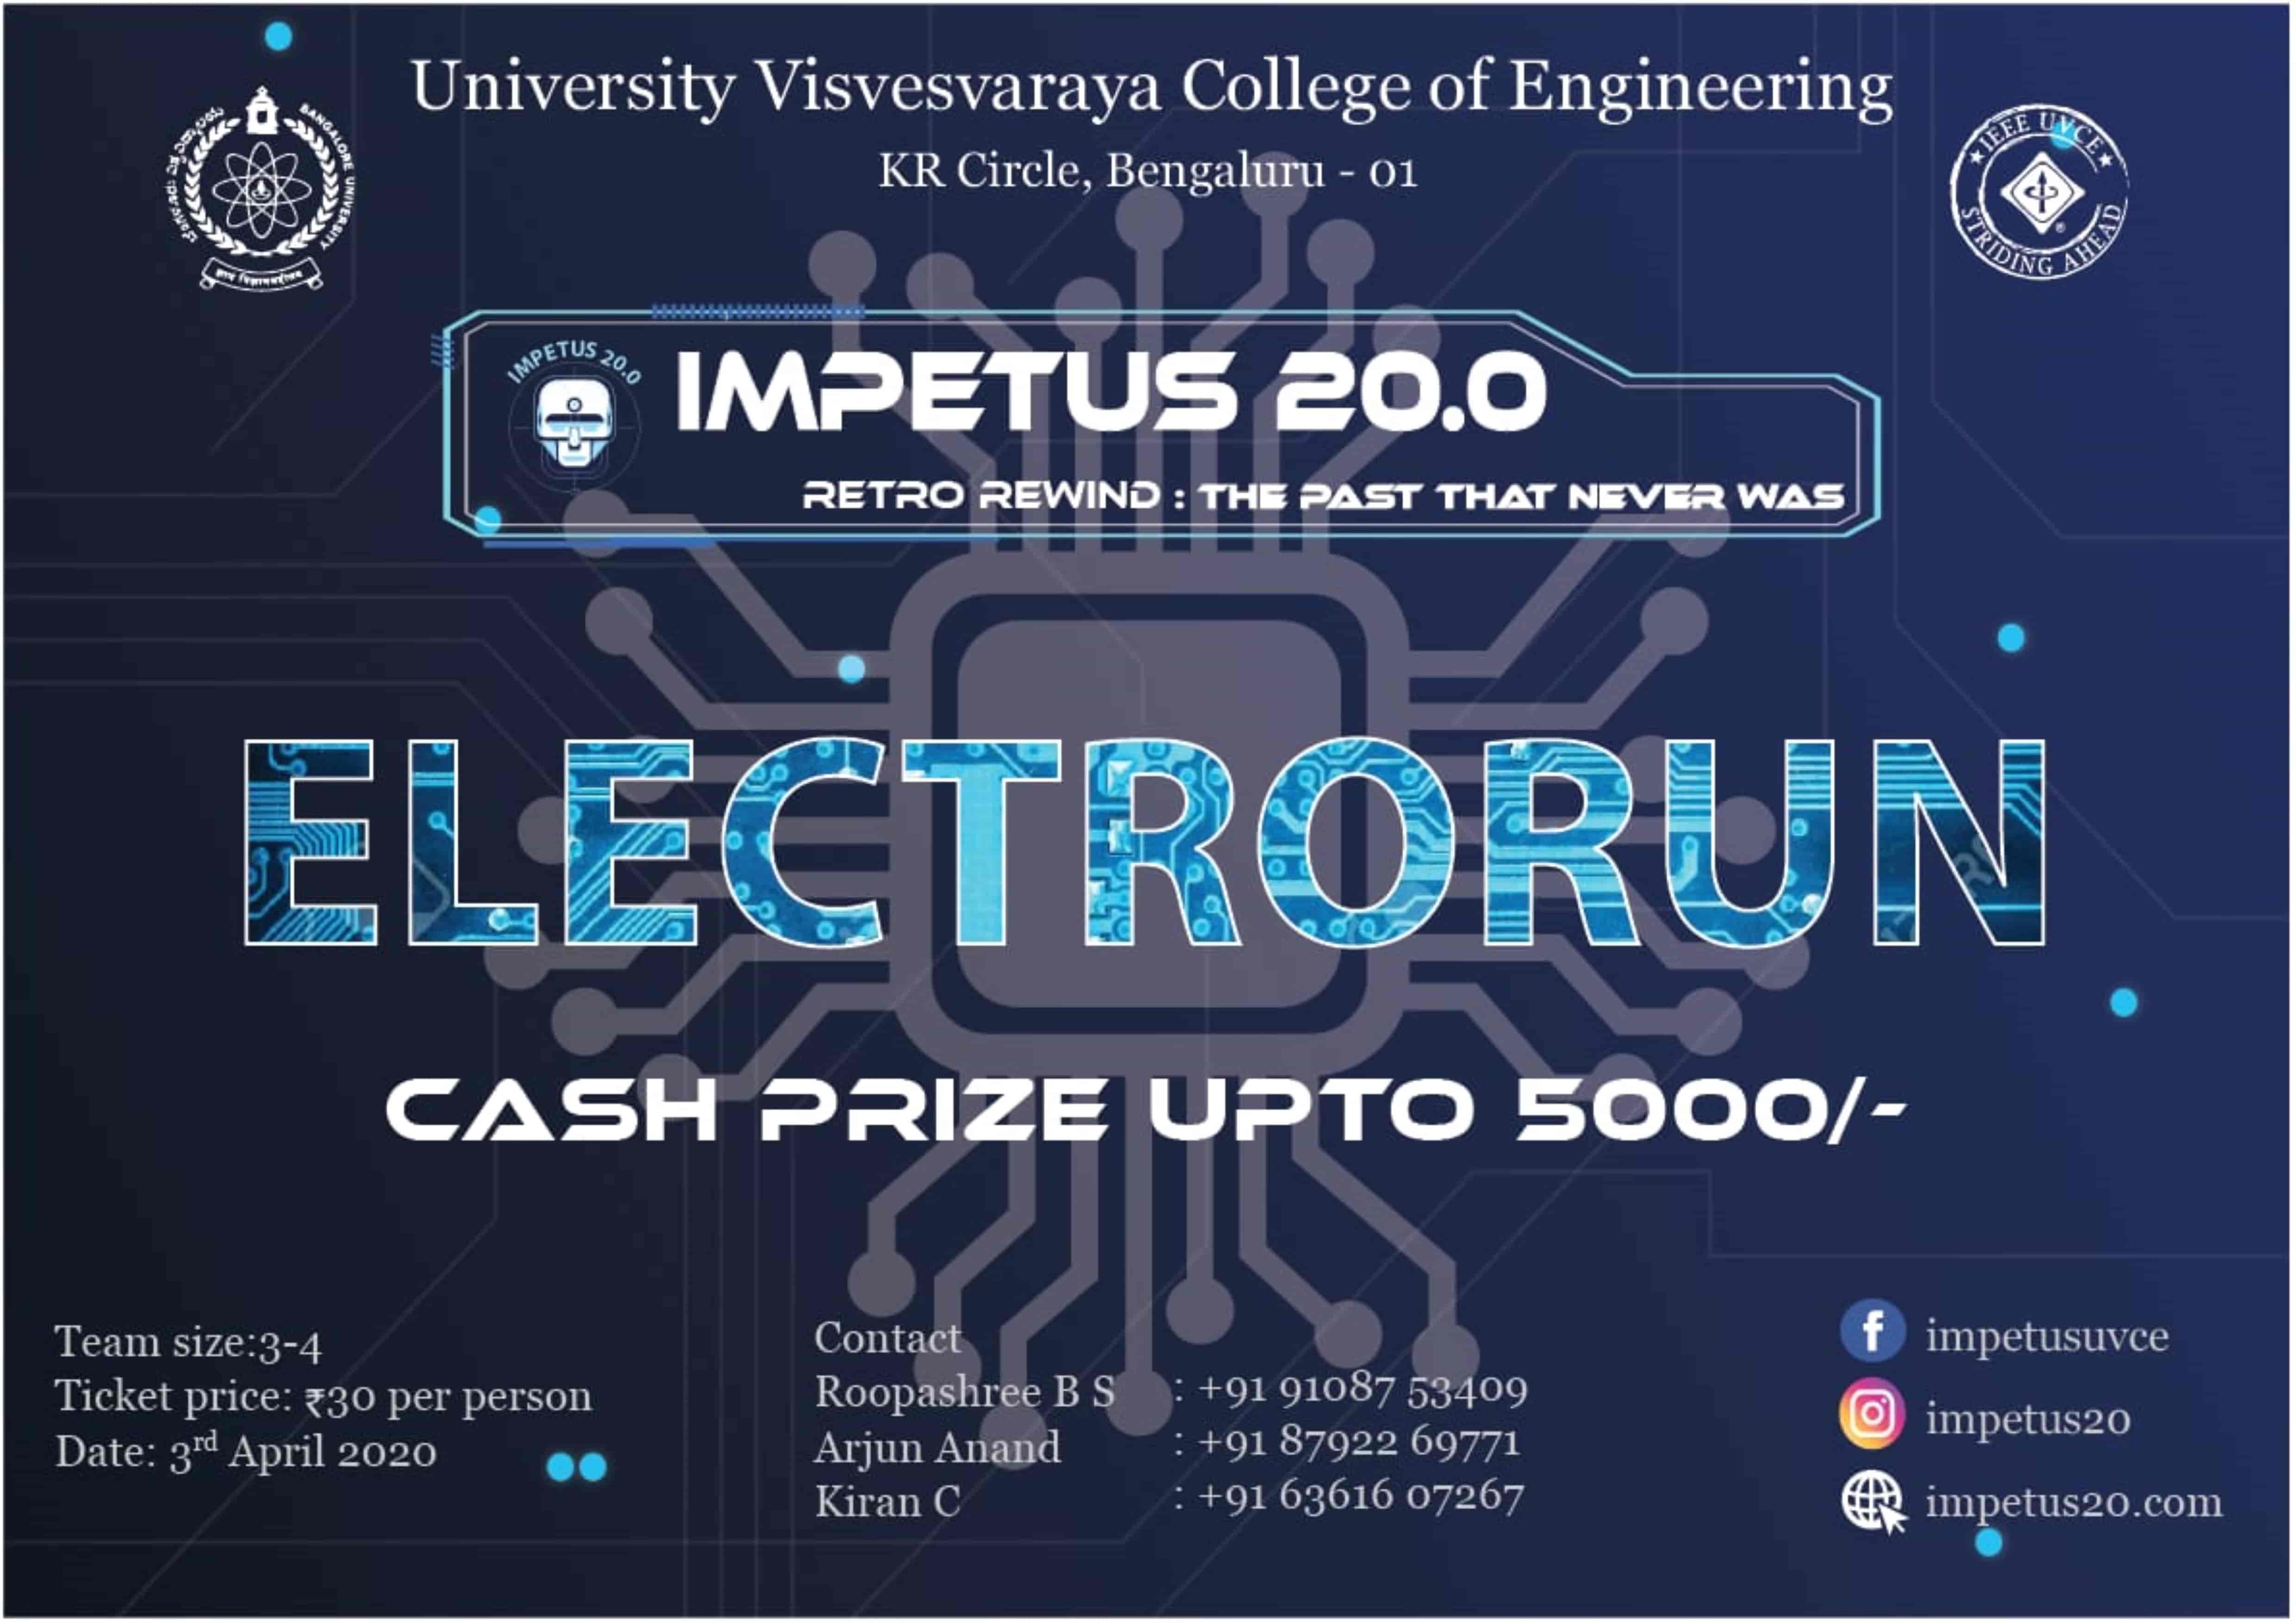 University Visvesvaraya College of Engineering
KR Circle, Bengaluru - 01
BANGALORE UNIVERSITY
IEEE UVCE
STRIDING AHEAD
IMPETUS 20.0
IMPETUS 20.0
RETRO REWIND : THE PAST THAT NEVER WAS
ELECTRORUN
CASH PRIZE UPTO 5000/-
Team size:3-4
Ticket price: ₹30 per person
Date: 3rd April 2020
Contact
Roopashree B S : +91 91087 53409
Arjun Anand : +91 87922 69771
Kiran C : +91 63616 07267
impetusuvce
impetus20
impetus20.com